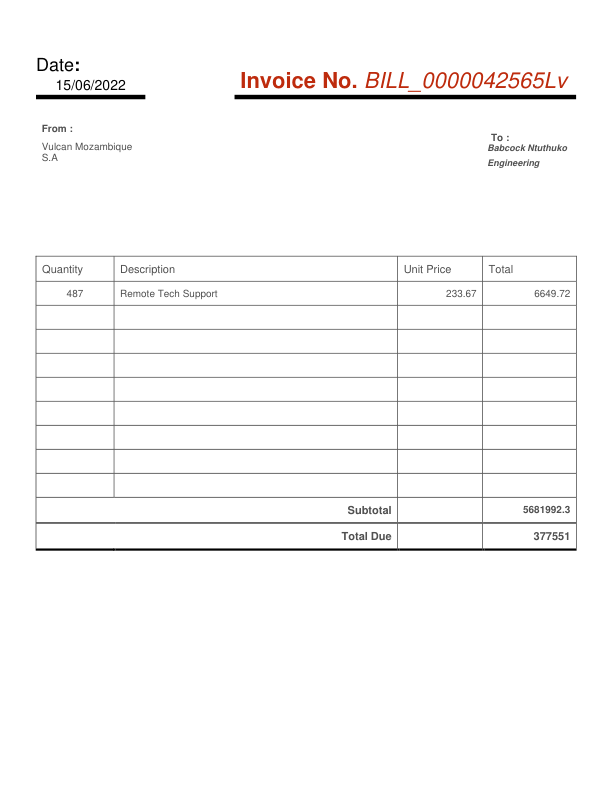 Date:
15/06/2022
Invoice No. BILL_0000042565Lv
From :
Vulcan Mozambique
S.A
To :
Babcock Ntuthuko
Engineering
Quantity Description Unit Price Total
487 Remote Tech Support 233.67 6649.72
Subtotal 5681992.3
Total Due 377551